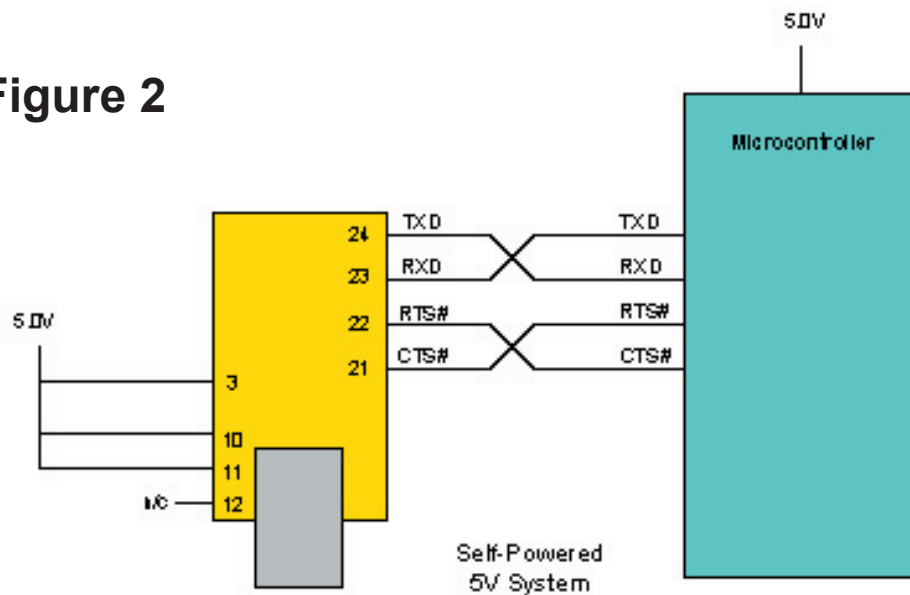 5.0V
Figure 2
Microcontroller
24 TXD TXD
23 RXD RXD
22 RTS# RTS#
21 CTS# CTS#
5.0V
3
10
11
N/C 12
Self-Powered
5V System